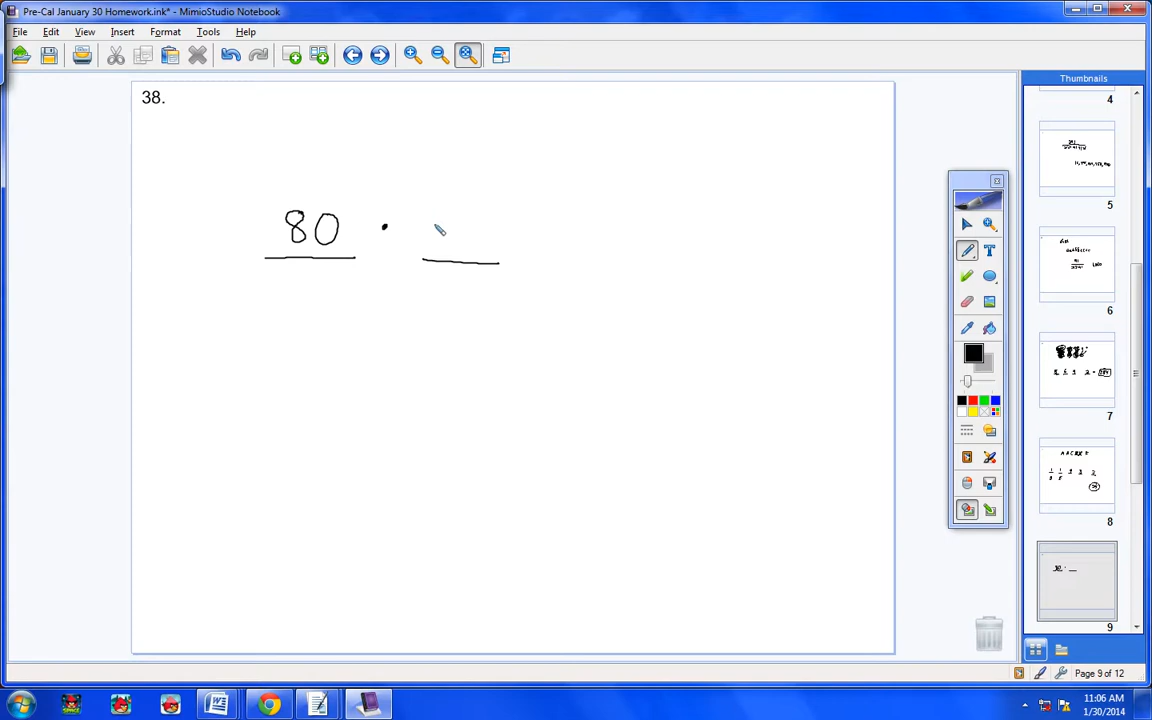 Pre-Cal January 30 Homework.ink* - MimioStudio Notebook
File Edit View Insert Format Tools Help
38.
80 ·
Thumbnails
4
5
6
7
8
9
Page 9 of 12
11:06 AM
1/30/2014